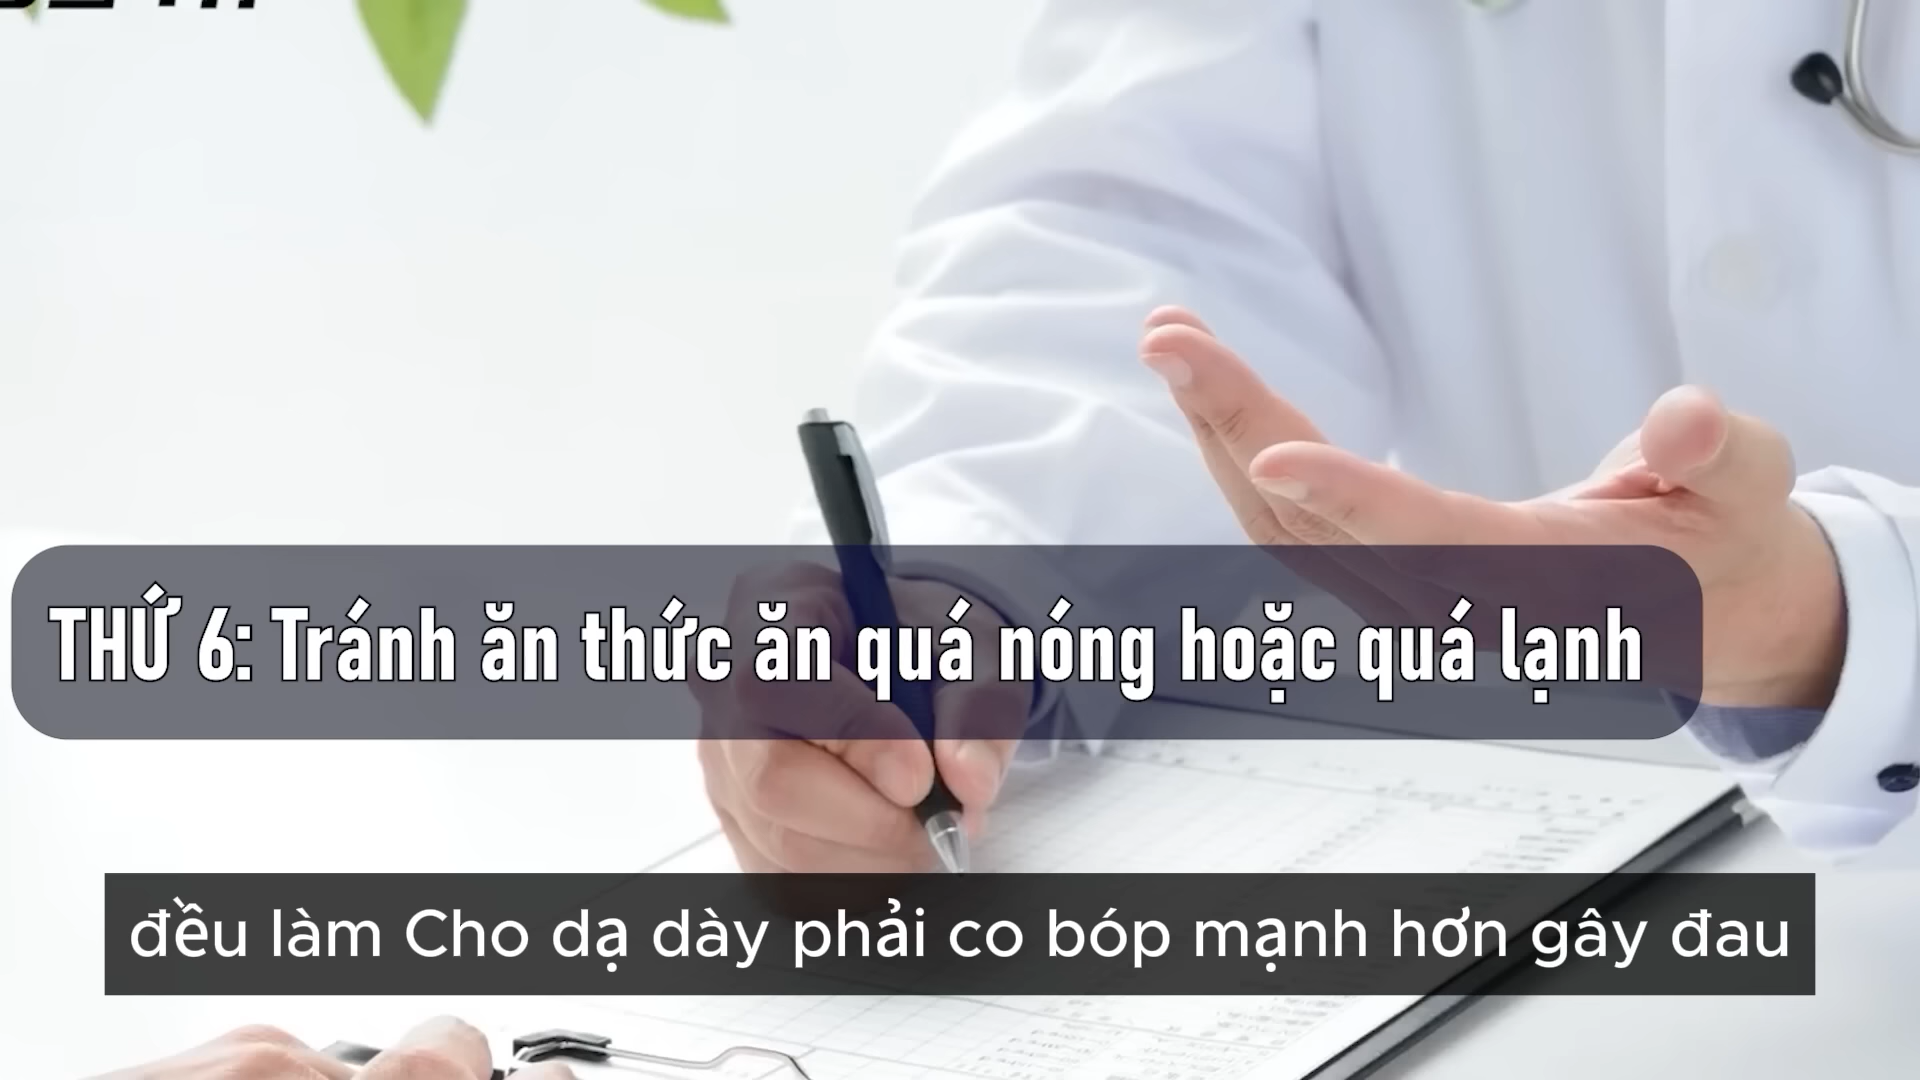 THỨ 6: Tránh ăn thức ăn quá nóng hoặc quá lạnh
đều làm Cho dạ dày phải co bóp mạnh hơn gây đau